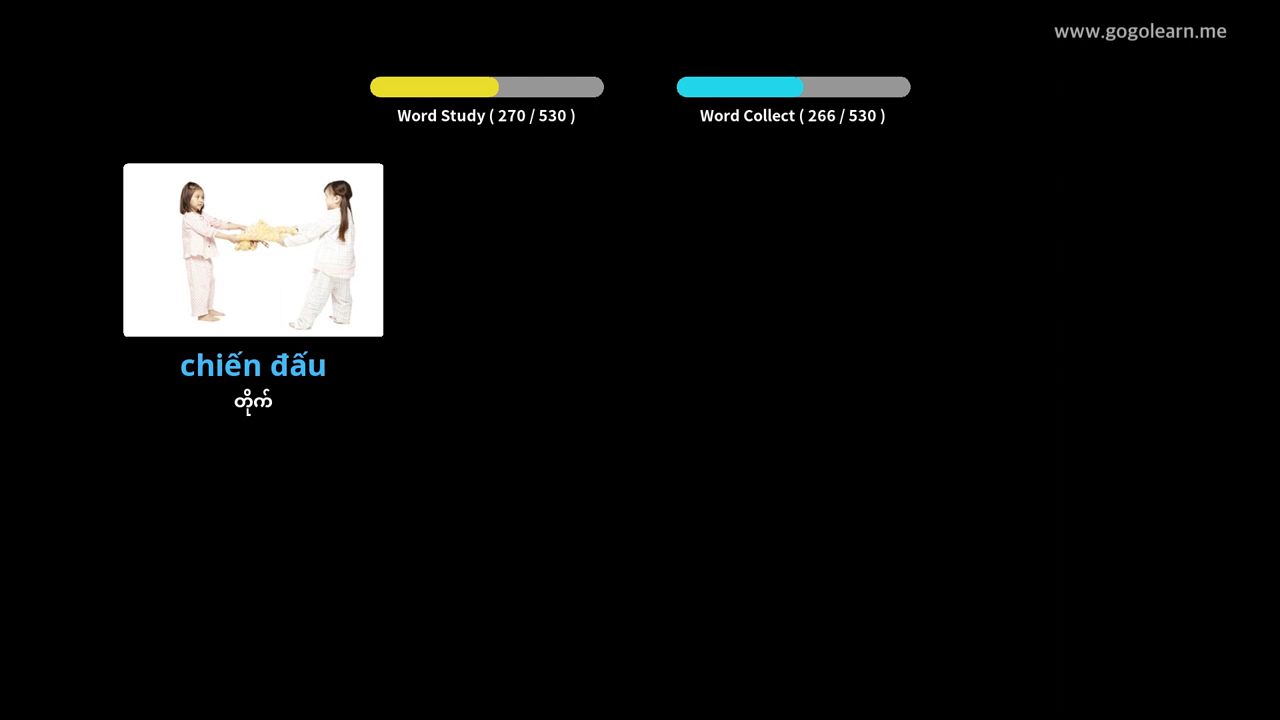 www.gogolearn.me
Word Study ( 270 / 530 )
Word Collect ( 266 / 530 )
chiến đấu
တိုက်